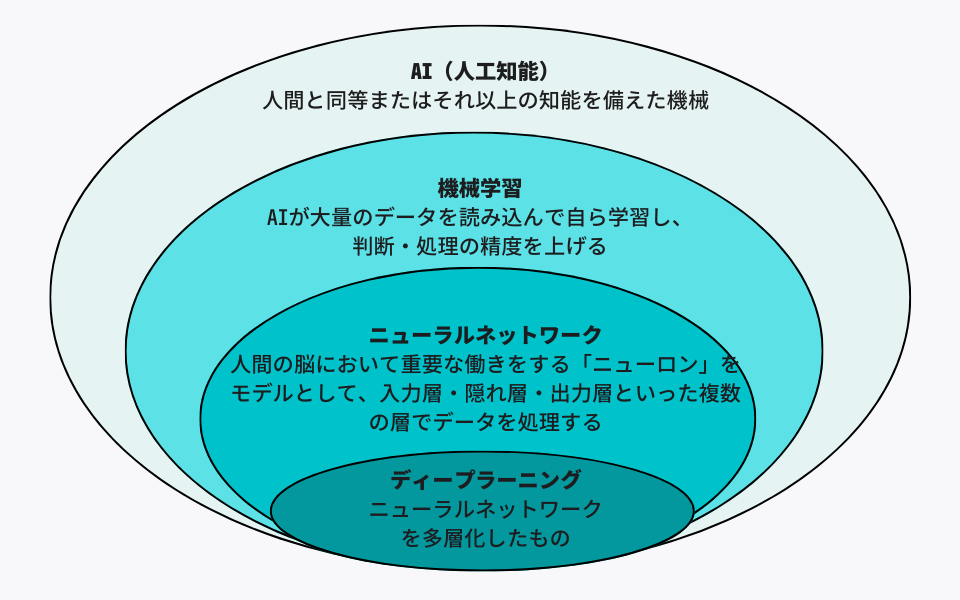 AI（人工知能）
人間と同等またはそれ以上の知能を備えた機械
機械学習
AIが大量のデータを読み込んで自ら学習し、
判断・処理の精度を上げる
ニューラルネットワーク
人間の脳において重要な働きをする「ニューロン」を
モデルとして、入力層・隠れ層・出力層といった複数
の層でデータを処理する
ディープラーニング
ニューラルネットワーク
を多層化したもの